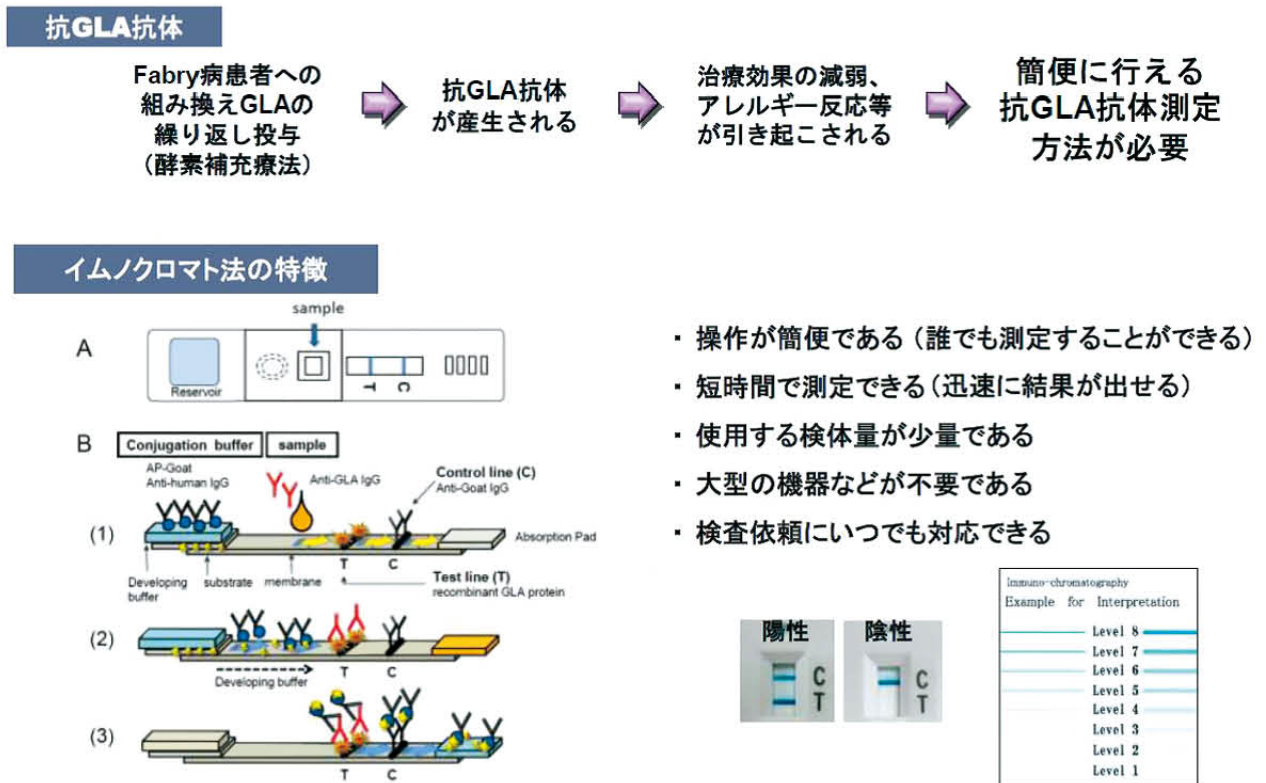 抗GLA抗体
Fabry病患者への
組み換えGLAの
繰り返し投与
（酵素補充療法）
抗GLA抗体
が産生される
治療効果の減弱、
アレルギー反応等
が引き起こされる
簡便に行える
抗GLA抗体測定
方法が必要
イムノクロマト法の特徴
sample
A
Reservoir
T
C
B
Conjugation buffer
sample
AP-Goat
Anti-human IgG
Anti-GLA IgG
Control line (C)
Anti-Goat IgG
(1)
Absorption Pad
T
C
Developing
buffer
substrate
membrane
Test line (T)
recombinant GLA protein
(2)
Developing buffer
T
C
(3)
T
C
・ 操作が簡便である（誰でも測定することができる）
・ 短時間で測定できる（迅速に結果が出せる）
・ 使用する検体量が少量である
・ 大型の機器などが不要である
・ 検査依頼にいつでも対応できる
陽性
C
T
陰性
C
T
Immuno-chromatography
Example for Interpretation
Level 8
Level 7
Level 6
Level 5
Level 4
Level 3
Level 2
Level 1